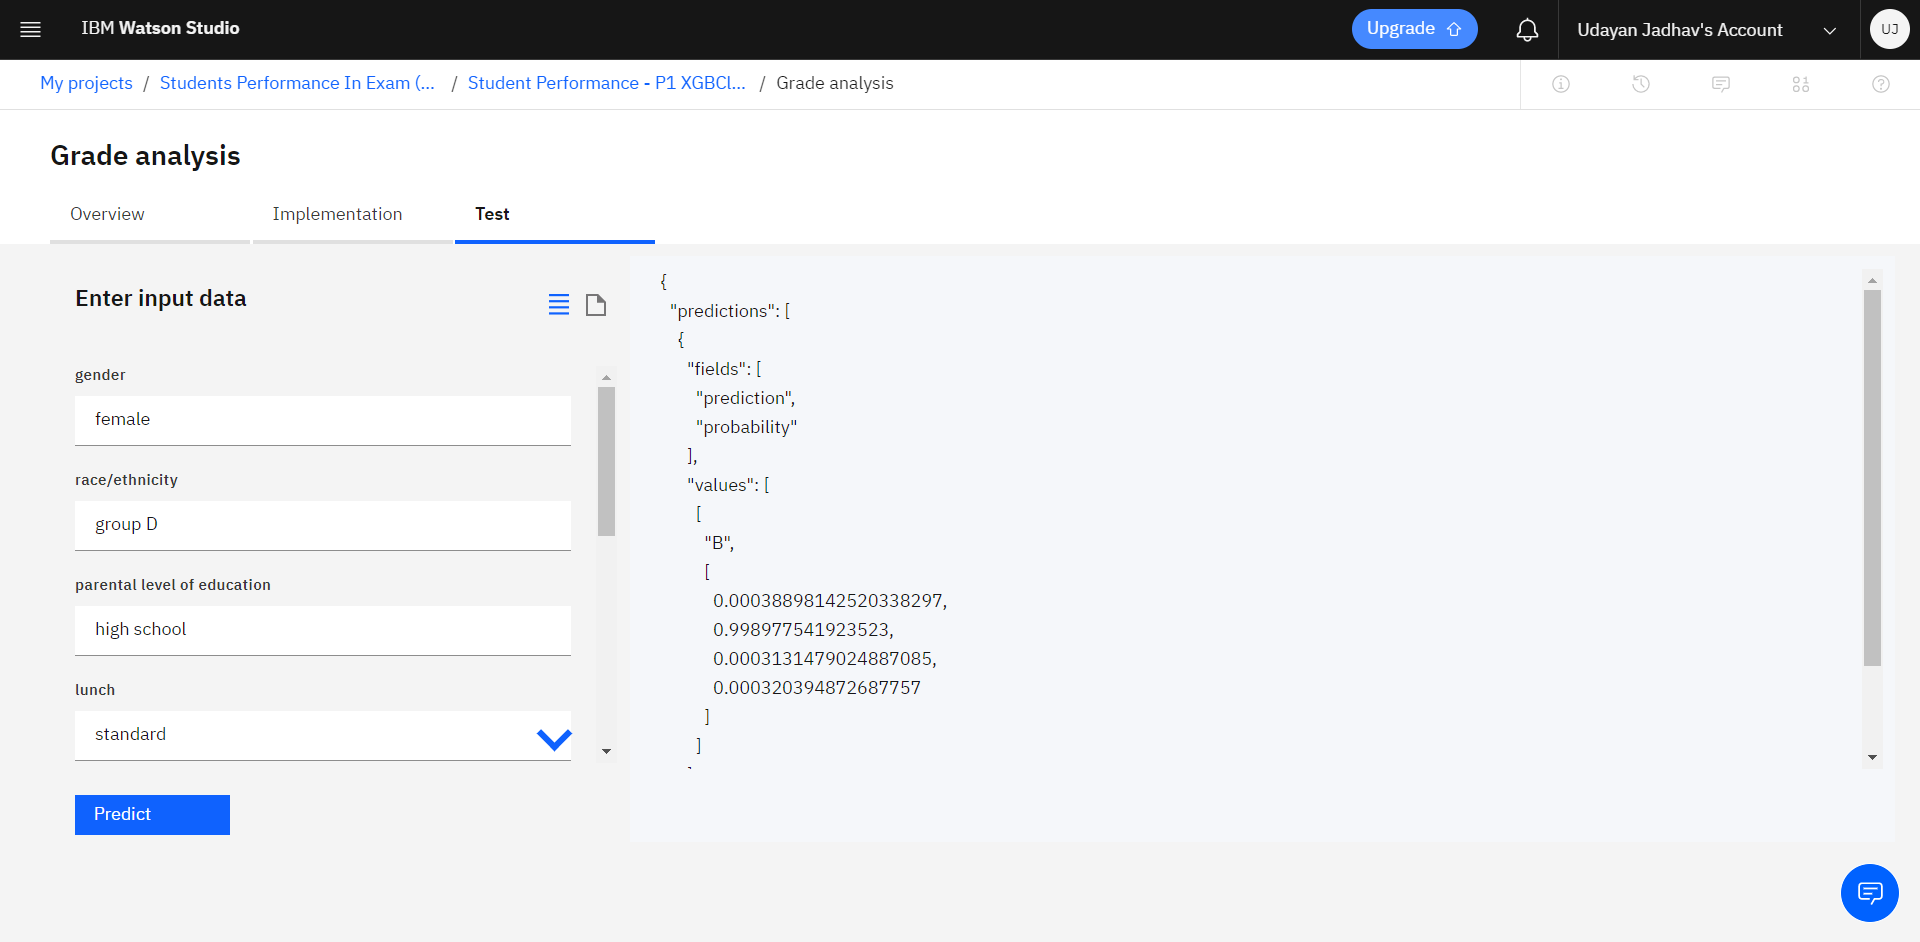 IBM Watson Studio
Upgrade
Udayan Jadhav's Account
UJ
My projects / Students Performance In Exam (... / Student Performance - P1 XGBCl... / Grade analysis
Grade analysis
Overview
Implementation
Test
Enter input data
gender
female
race/ethnicity
group D
parental level of education
high school
lunch
standard
Predict
{
"predictions": [
{
"fields": [
"prediction",
"probability"
],
"values": [
[
"B",
[
0.00038898142520338297,
0.998977541923523,
0.0003131479024887085,
0.000320394872687757
]
]